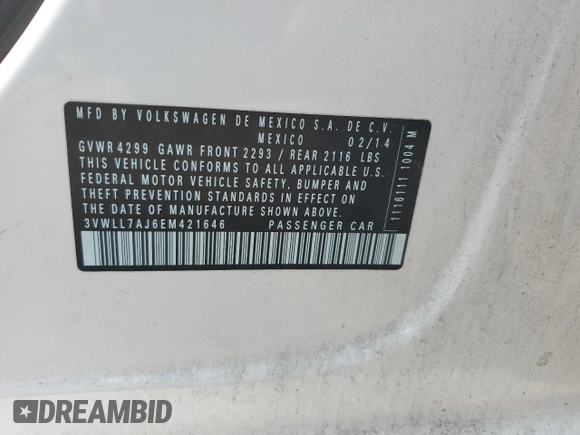 MFD BY VOLKSWAGEN DE MEXICO S.A. DE C.V.
MEXICO 02/14
GVWR 4299 GAWR FRONT 2293 / REAR 2116 LBS
THIS VEHICLE CONFORMS TO ALL APPLICABLE U.S.
FEDERAL MOTOR VEHICLE SAFETY, BUMPER AND
THEFT PREVENTION STANDARDS IN EFFECT ON
THE DATE OF MANUFACTURE SHOWN ABOVE.
3VWLL7AJ6EM421646 PASSENGER CAR
1116111 1004 M
DREAMBID